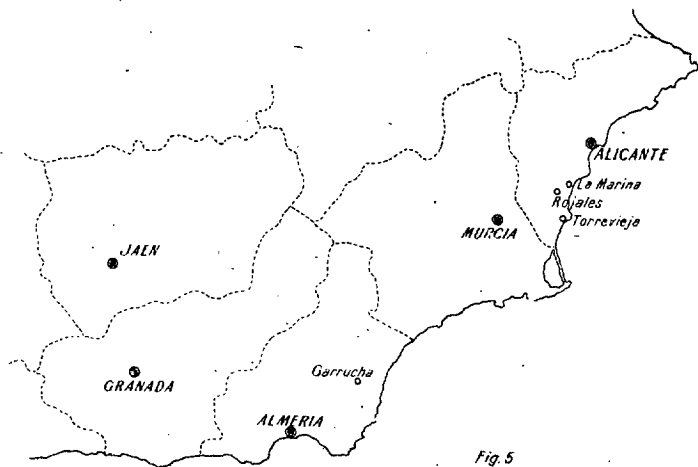 ALICANTE
La Marina
Rojales
Torrevieja
MURCIA
JAEN
Garrucha
GRANADA
ALMERIA
Fig. 5